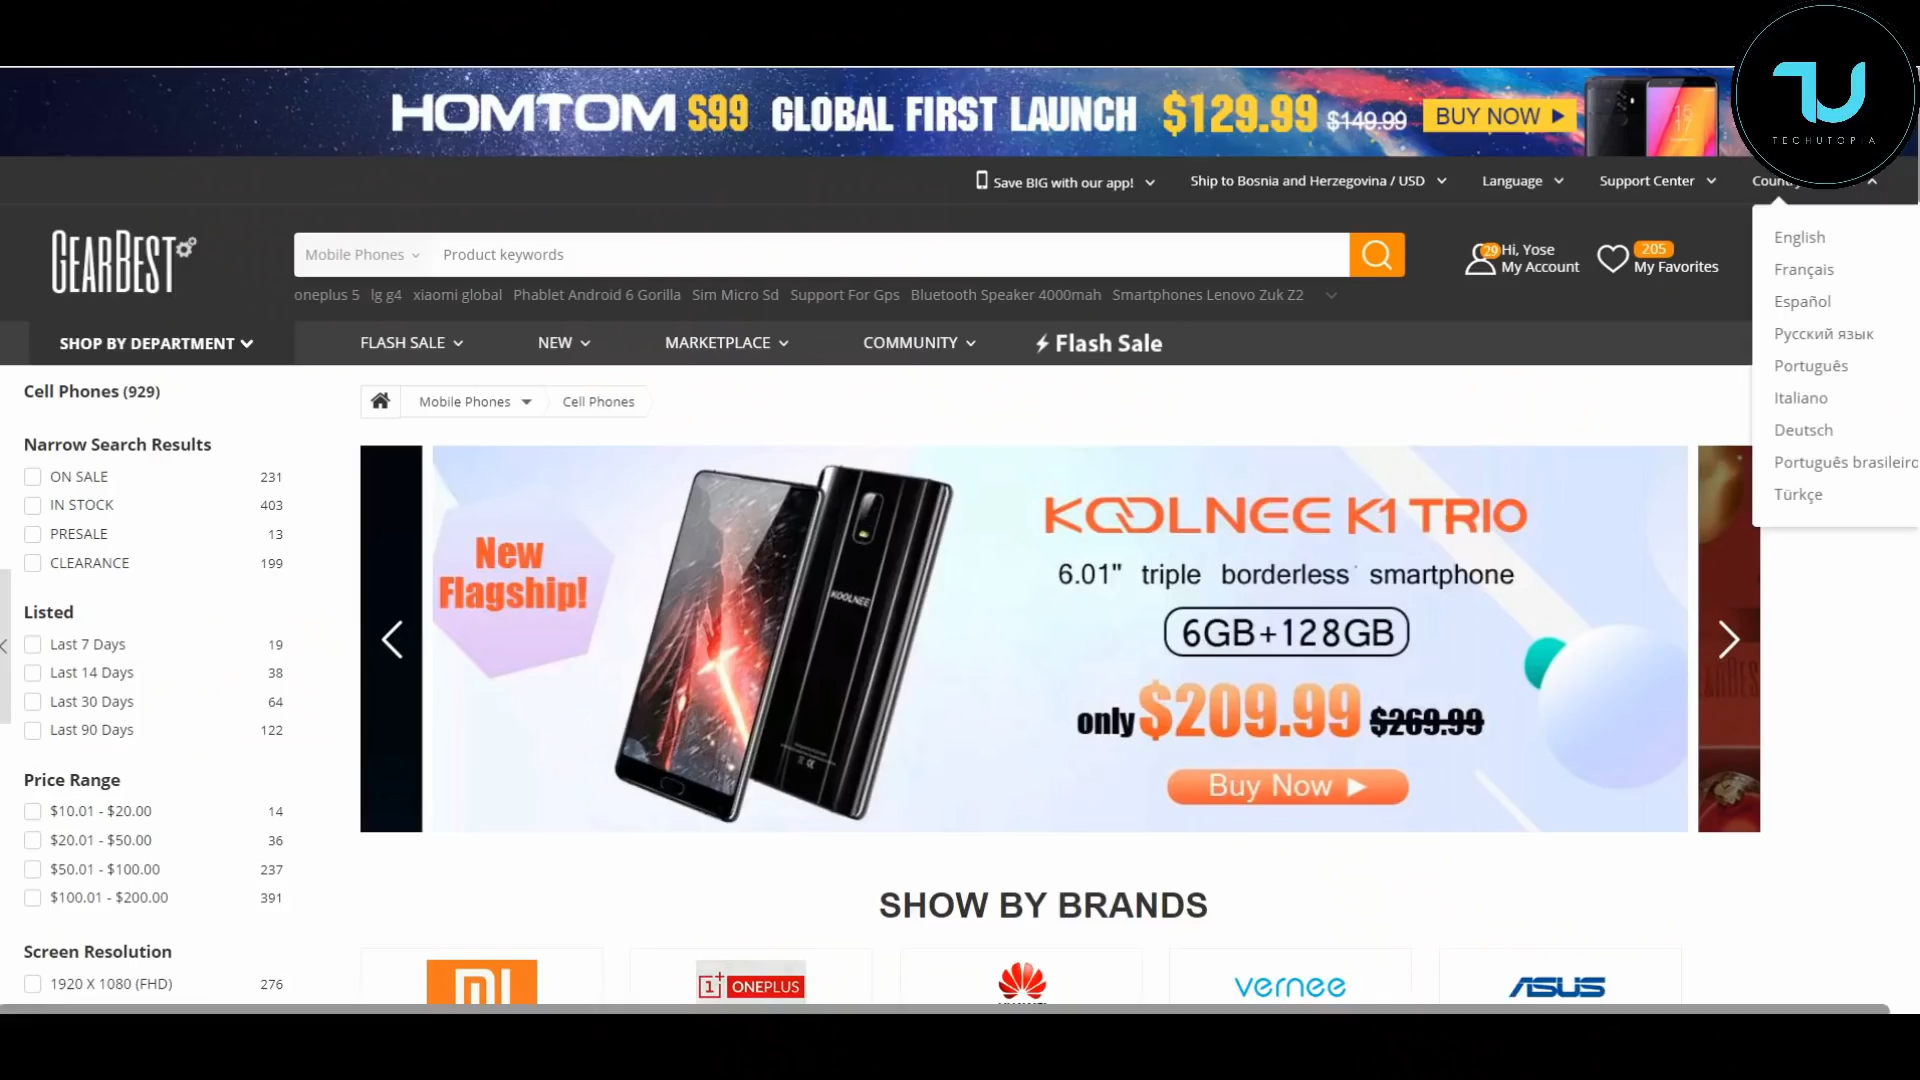 HOMTOM S99 GLOBAL FIRST LAUNCH $129.99 $149.99 BUY NOW
TECHUTOPIA
Save BIG with our app! Ship to Bosnia and Herzegovina / USD Language Support Center
GEARBEST
Mobile Phones Product keywords
29 Hi, Yose
My Account
205
My Favorites
oneplus 5 lg g4 xiaomi global Phablet Android 6 Gorilla Sim Micro Sd Support For Gps Bluetooth Speaker 4000mah Smartphones Lenovo Zuk Z2
English
Français
Español
Русский язык
Português
Italiano
Deutsch
Português brasileiro
Türkçe
SHOP BY DEPARTMENT FLASH SALE NEW MARKETPLACE COMMUNITY Flash Sale
Cell Phones (929)
Narrow Search Results
ON SALE 231
IN STOCK 403
PRESALE 13
CLEARANCE 199
Listed
Last 7 Days 19
Last 14 Days 38
Last 30 Days 64
Last 90 Days 122
Price Range
$10.01 - $20.00 14
$20.01 - $50.00 36
$50.01 - $100.00 237
$100.01 - $200.00 391
Screen Resolution
1920 X 1080 (FHD) 276
Mobile Phones Cell Phones
New
Flagship!
KOOLNEE
KOOLNEE K1 TRIO
6.01" triple borderless smartphone
6GB+128GB
only $209.99 $269.99
Buy Now
SHOW BY BRANDS
MI
ONEPLUS
vernee
ASUS